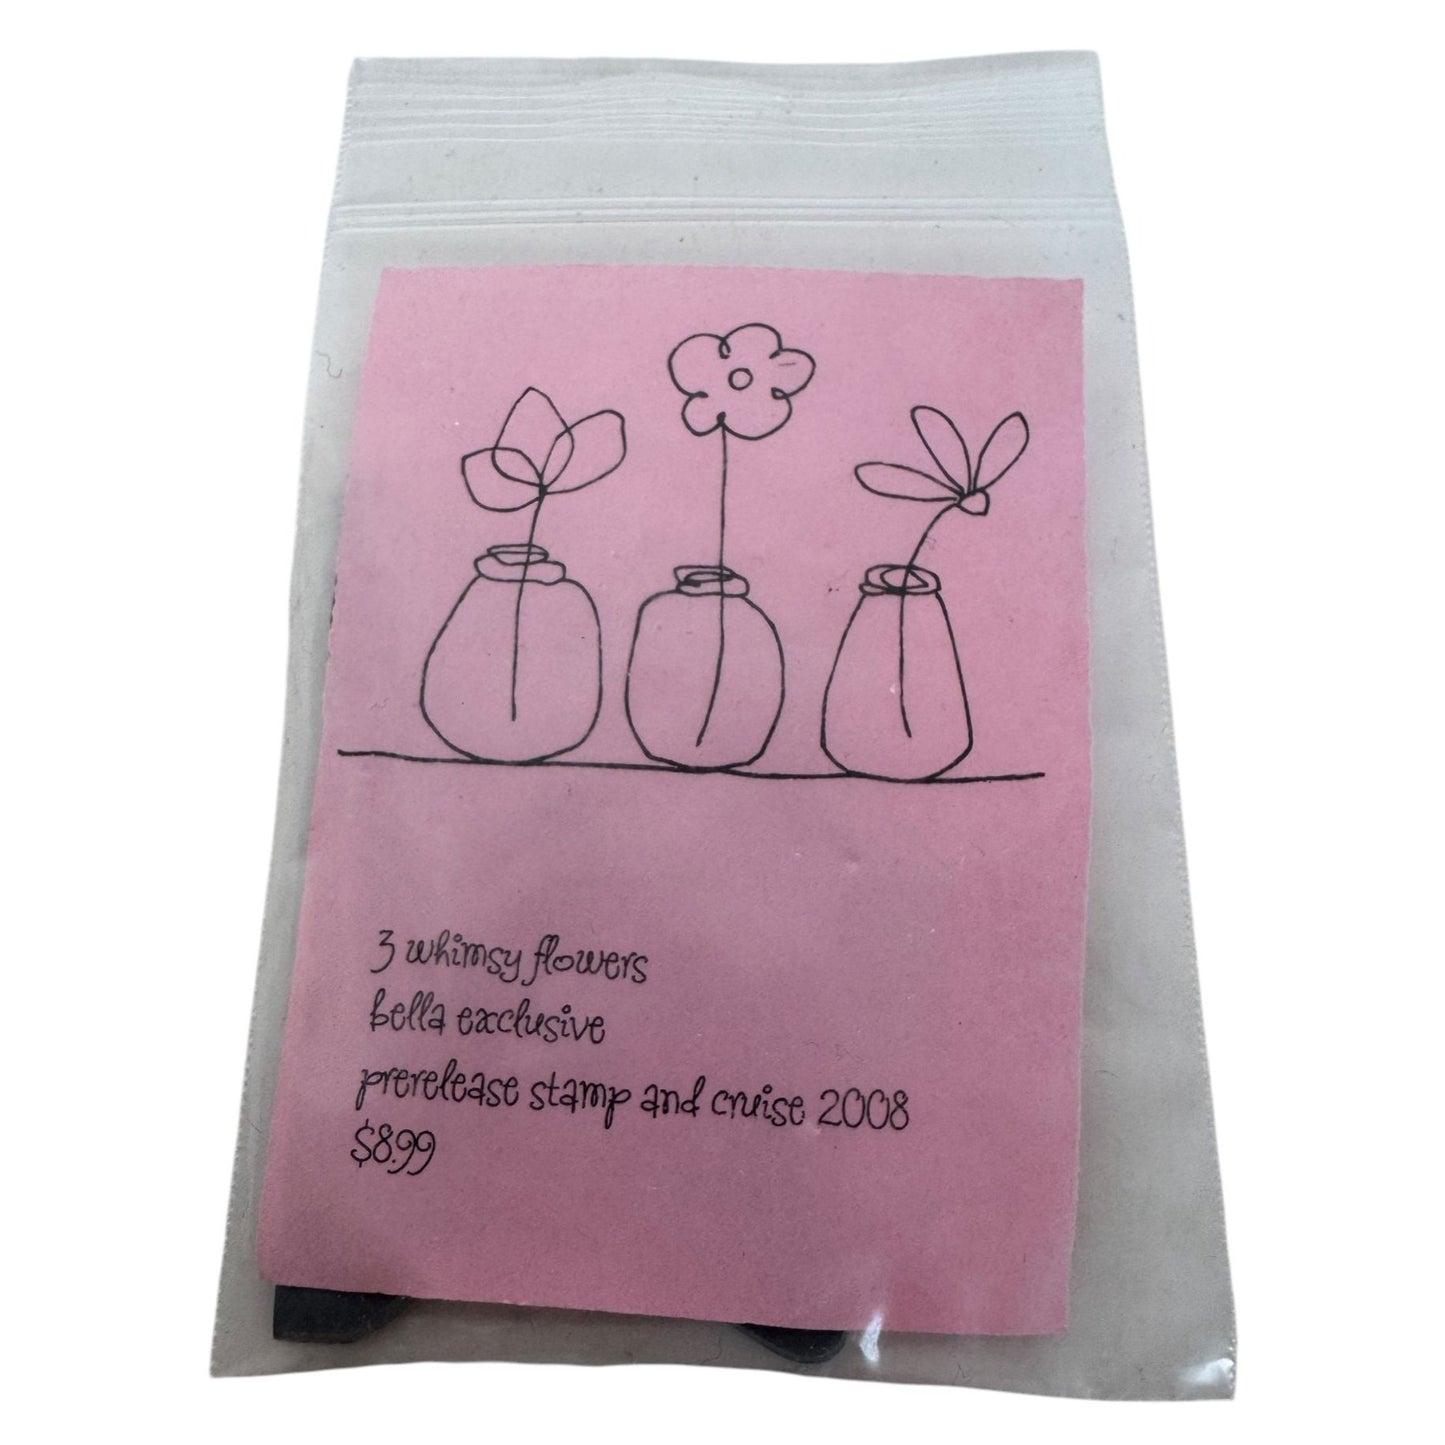 3 whimsy flowers
bella exclusive
prerelease stamp and cruise 2008
$8.99